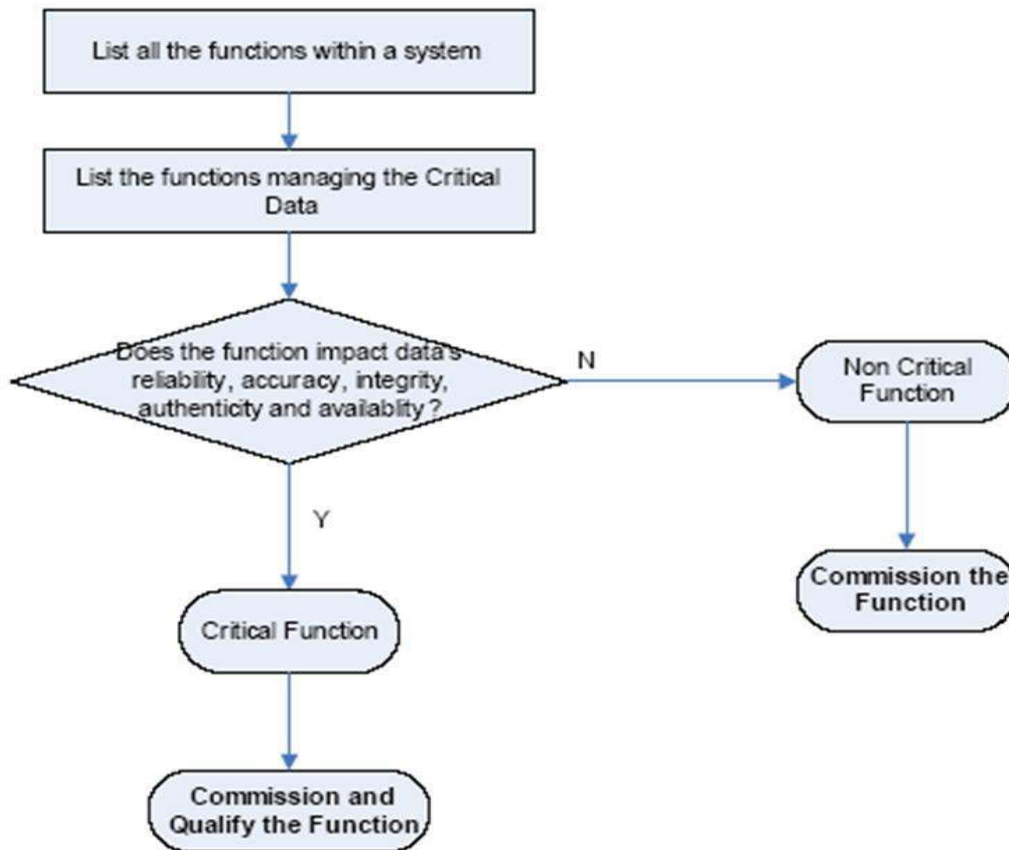 List all the functions within a system
List the functions managing the Critical
Data
Does the function impact data's
reliability, accuracy, integrity,
authenticity and availablity?
N
Non Critical
Function
Y
Commission the
Function
Critical Function
Commission and
Qualify the Function